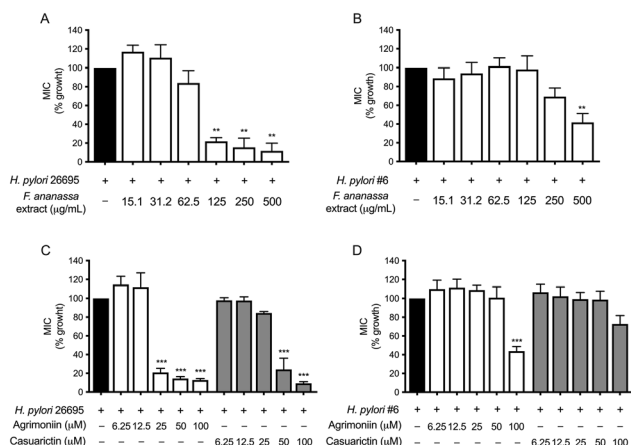 A
MIC
(% growht)
140
120
100
80
60
40
20
0
** ** **
H. pylori 26695 + + + + + + +
F. ananassa
extract (µg/mL) – 15.1 31.2 62.5 125 250 500
B
MIC
(% growht)
140
120
100
80
60
40
20
0
**
H. pylori #6 + + + + + + +
F. ananassa
extract (µg/mL) – 15.1 31.2 62.5 125 250 500
C
MIC
(% growht)
140
120
100
80
60
40
20
0
*** *** *** *** ***
H. pylori 26695 + + + + + + + + + + +
Agrimoniin (µM) – 6.25 12.5 25 50 100
Casuarictin (µM) 6.25 12.5 25 50 100
D
MIC
(% growth)
140
120
100
80
60
40
20
0
***
H. pylori #6 + + + + + + + + + + +
Agrimoniin (µM) – 6.25 12.5 25 50 100
Casuarictin (µM) 6.25 12.5 25 50 100